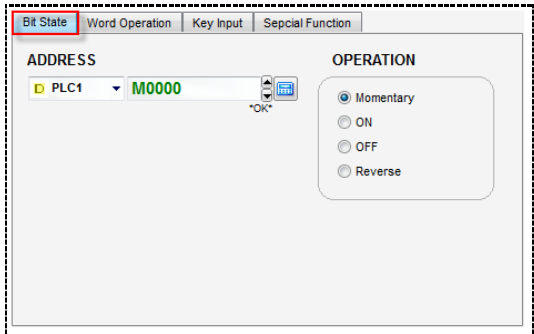 Bit State Word Operation Key Input Sepcial Function
ADDRESS OPERATION
D PLC1 M0000
*OK*
Momentary
ON
OFF
Reverse